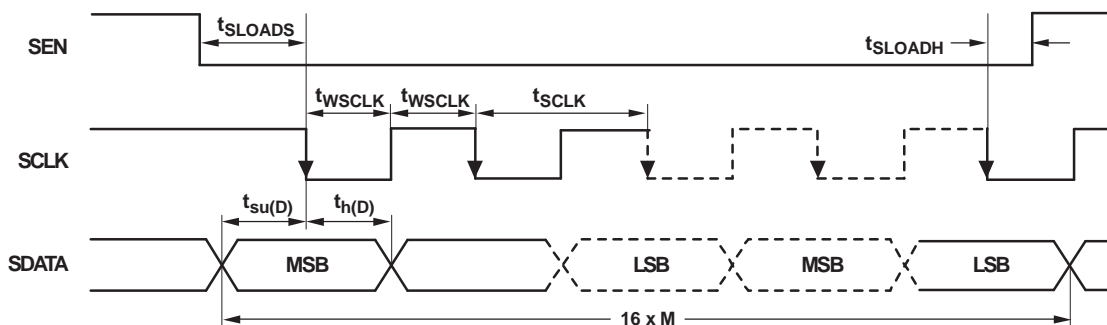 SEN
tSLOADS
tSLOADH
tWSCLK
tWSCLK
tSCLK
SCLK
tsu(D)
th(D)
SDATA
MSB
LSB
MSB
LSB
16 x M